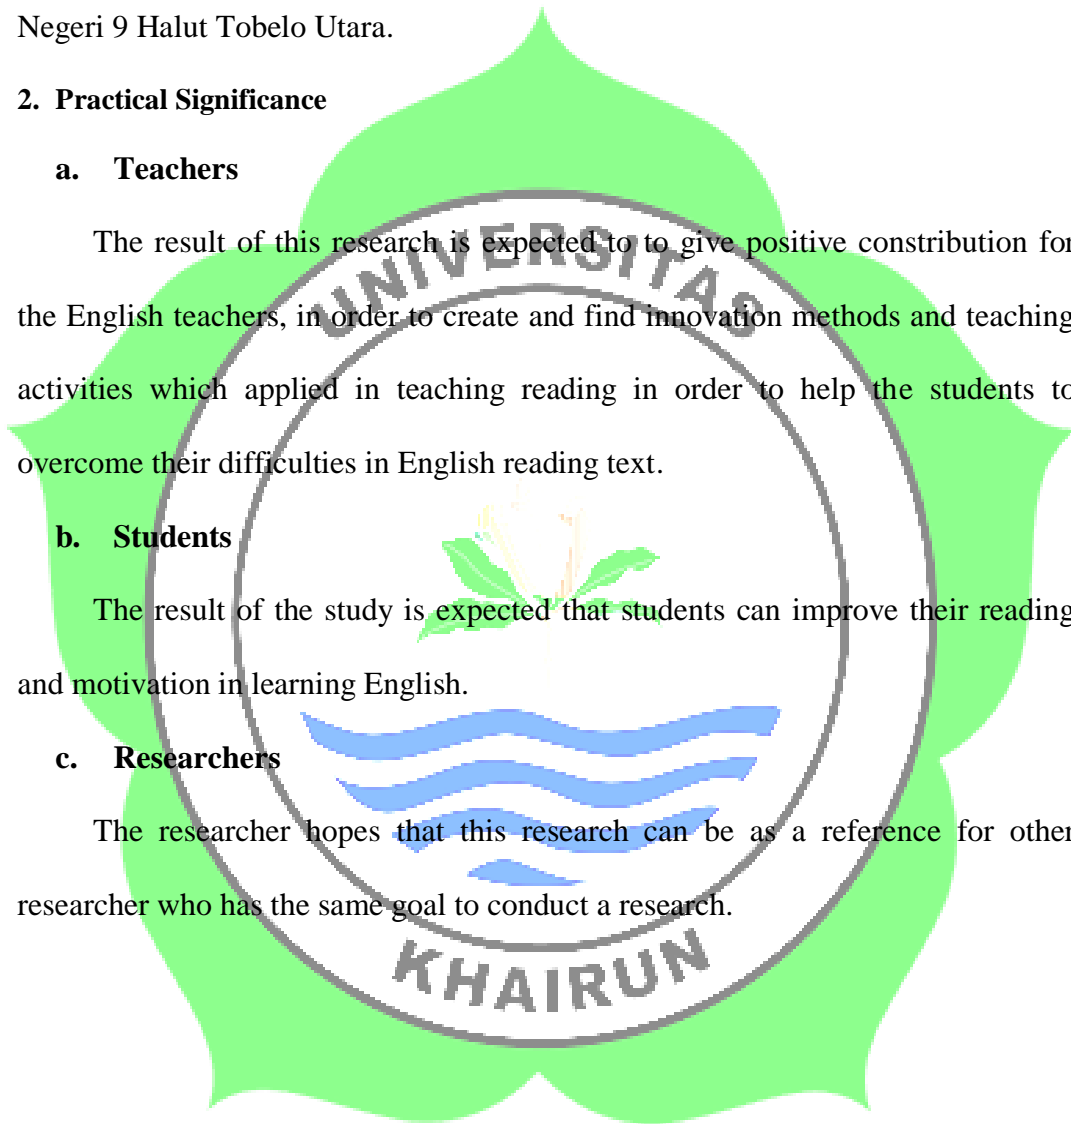 Negeri 9 Halut Tobelo Utara.
2. Practical Significance
a. Teachers
The result of this research is expected to to give positive constribution for
the English teachers, in order to create and find innovation methods and teaching
activities which applied in teaching reading in order to help the students to
overcome their difficulties in English reading text.
b. Students
The result of the study is expected that students can improve their reading
and motivation in learning English.
c. Researchers
The researcher hopes that this research can be as a reference for other
researcher who has the same goal to conduct a research.
UNIVERSITAS
KHAIRUN